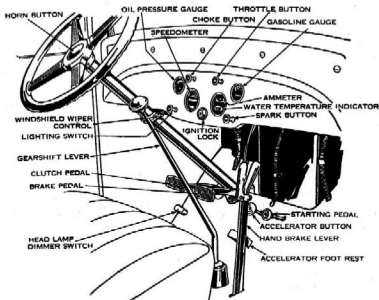 OIL PRESSURE GAUGE
THROTTLE BUTTON
HORN BUTTON
CHOKE BUTTON
GASOLINE GAUGE
SPEEDOMETER
AMMETER
WATER TEMPERATURE INDICATOR
WINDSHIELD WIPER
CONTROL
SPARK BUTTON
LIGHTING SWITCH
IGNITION
LOCK
GEARSHIFT LEVER
CLUTCH PEDAL
BRAKE PEDAL
STARTING PEDAL
ACCELERATOR BUTTON
HAND BRAKE LEVER
HEAD LAMP
DIMMER SWITCH
ACCELERATOR FOOT REST